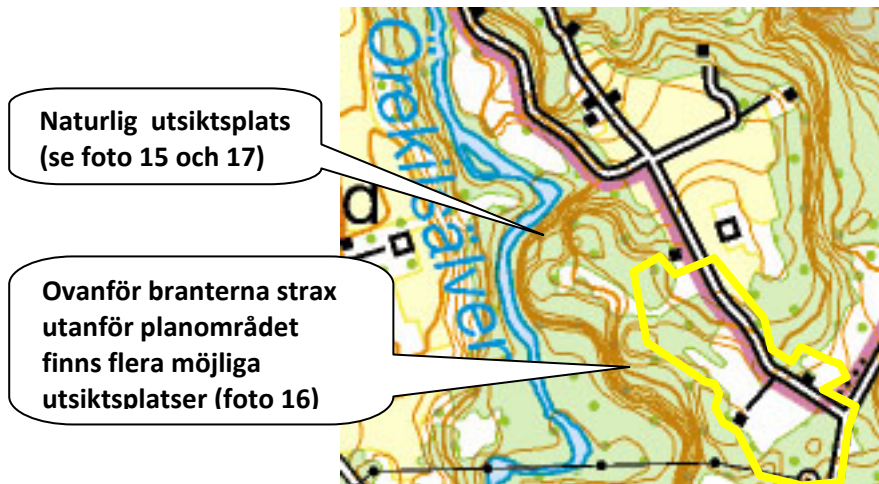 Naturlig utsiktsplats
(se foto 15 och 17)
Ovanför branterna strax
utanför planområdet
finns flera möjliga
utsiktsplatser (foto 16)
Örekilsälven
d